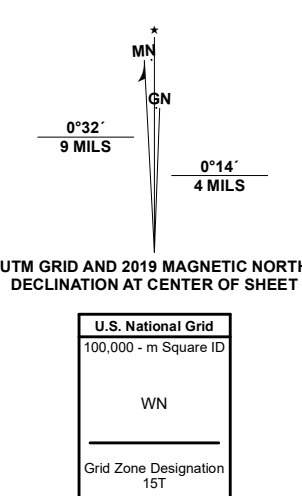 ★
MN
GN
0°32´
9 MILS
0°14´
4 MILS
UTM GRID AND 2019 MAGNETIC NORTH
DECLINATION AT CENTER OF SHEET
U.S. National Grid
100,000 - m Square ID
WN
Grid Zone Designation
15T